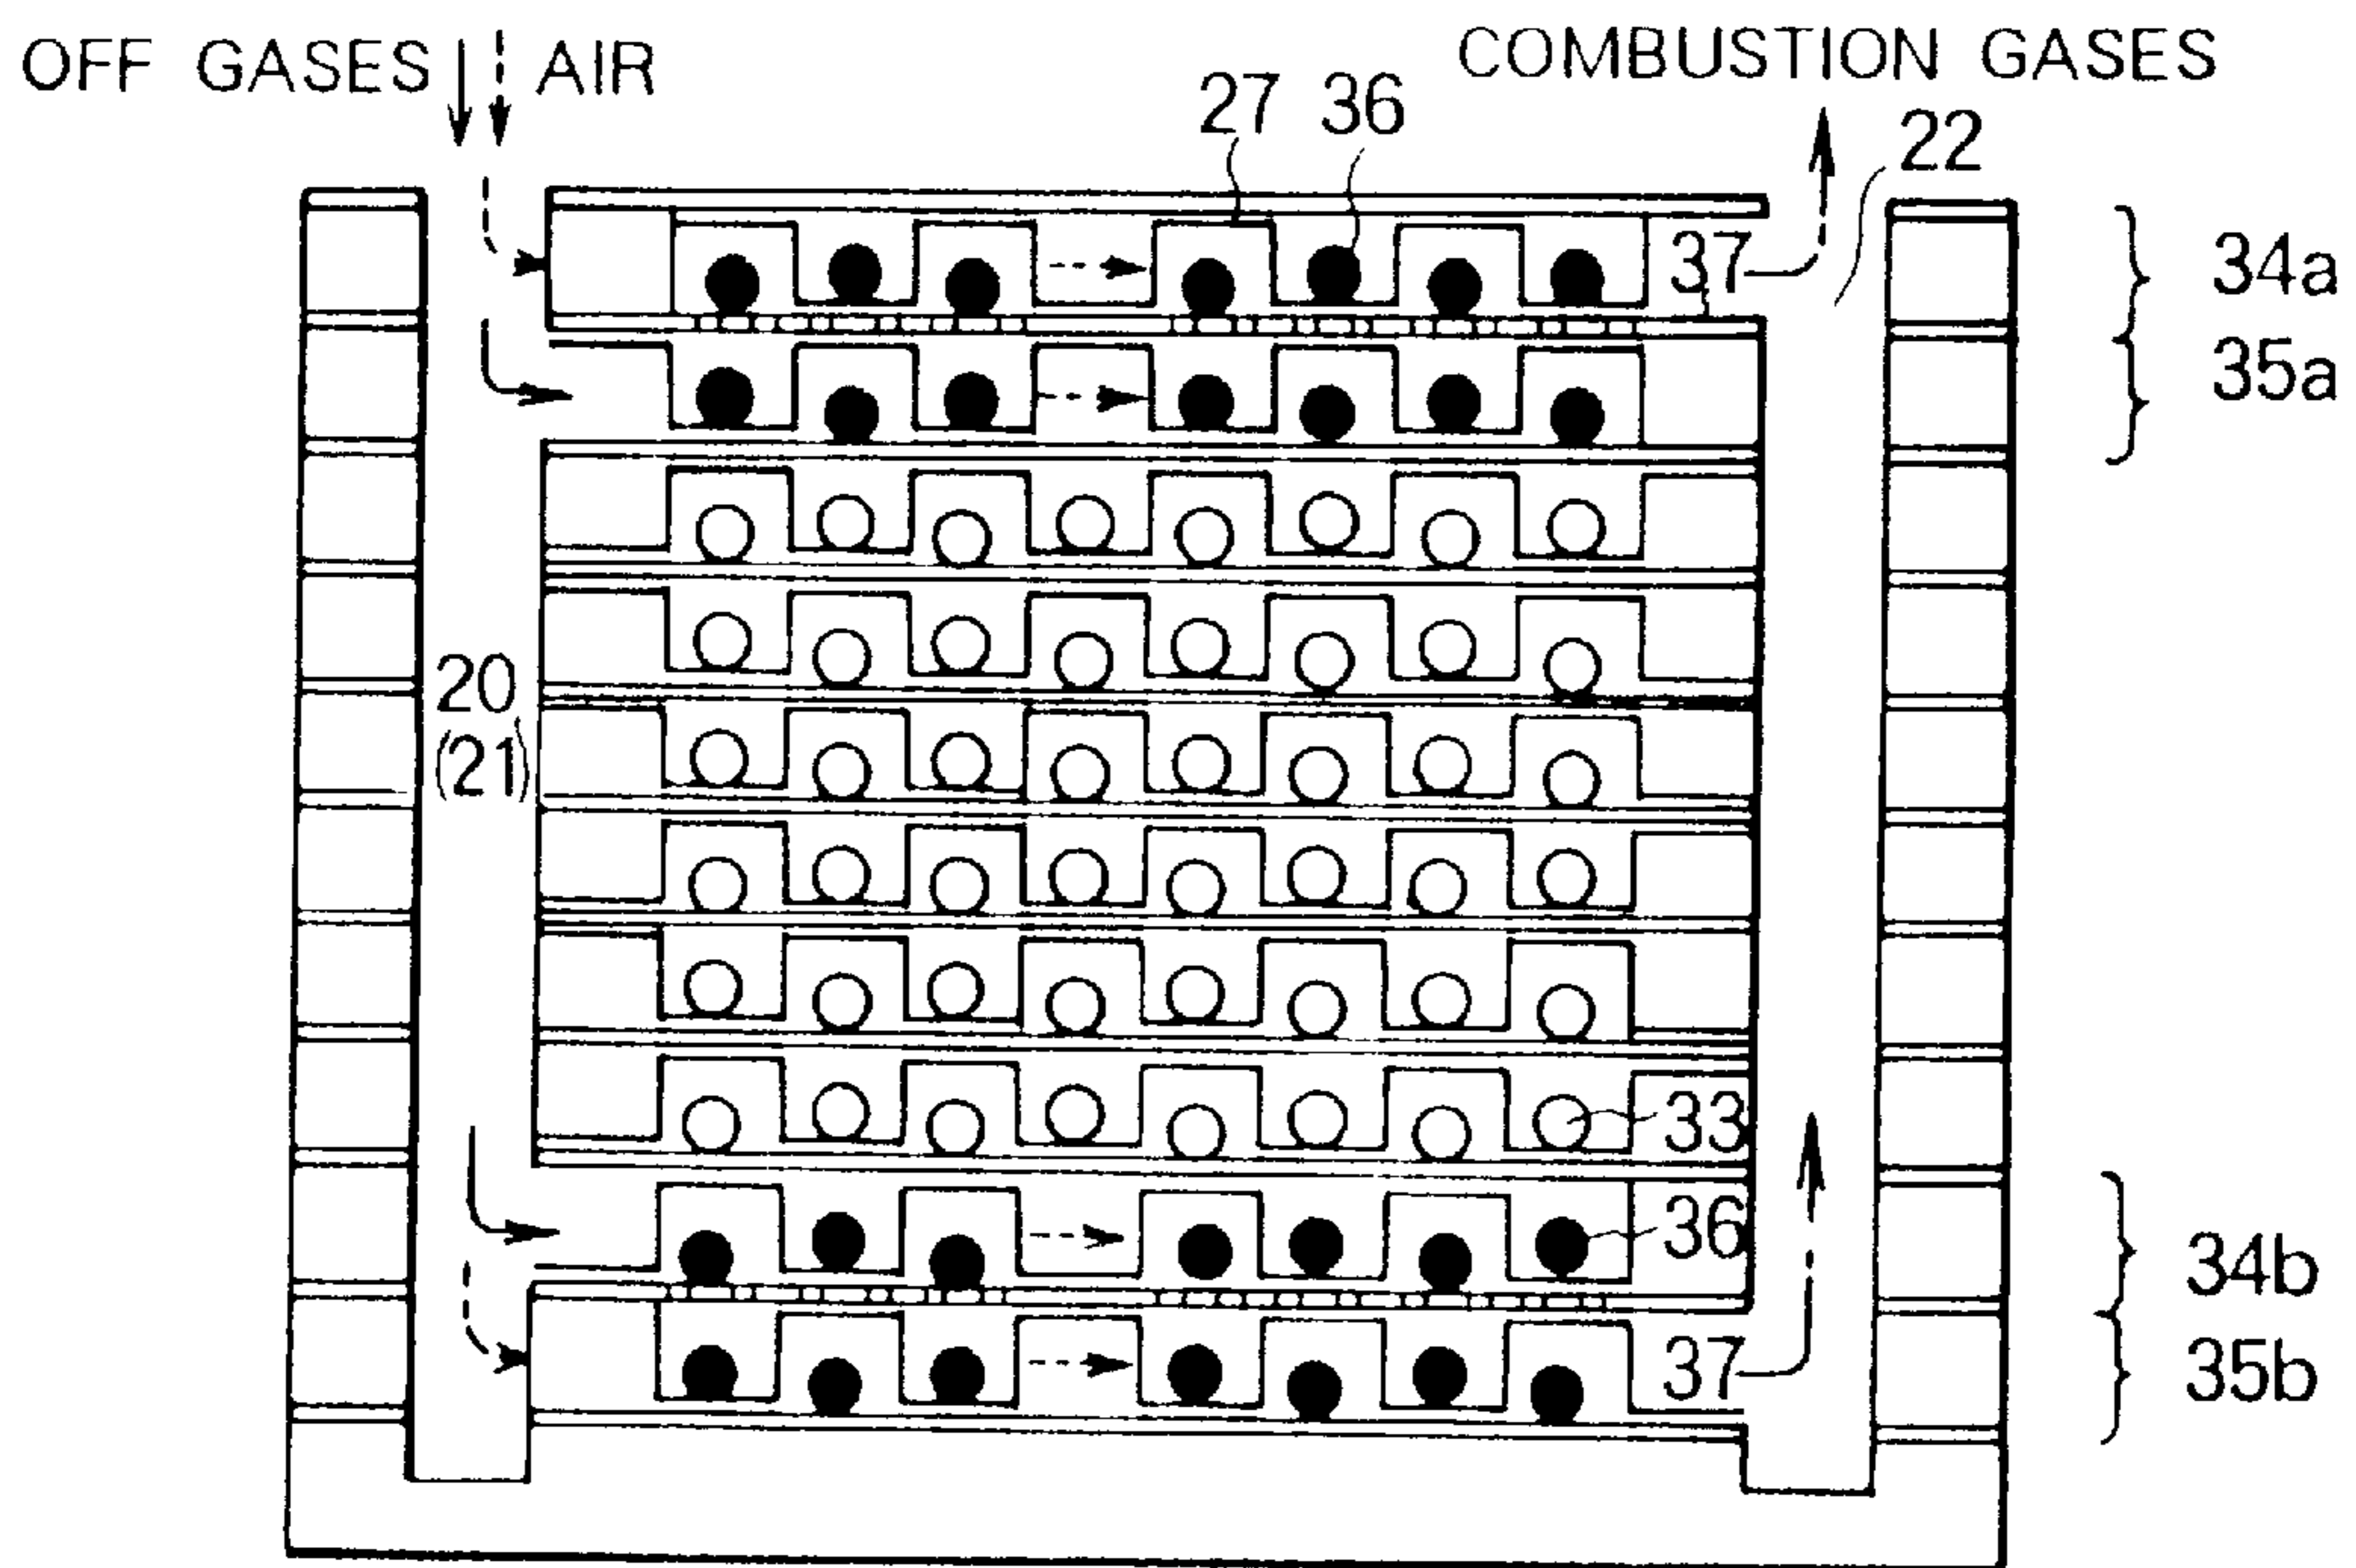 OFF GASES AIR
COMBUSTION GASES
27 36
22
37
34a
35a
20
(21)
33
36
34b
37
35b